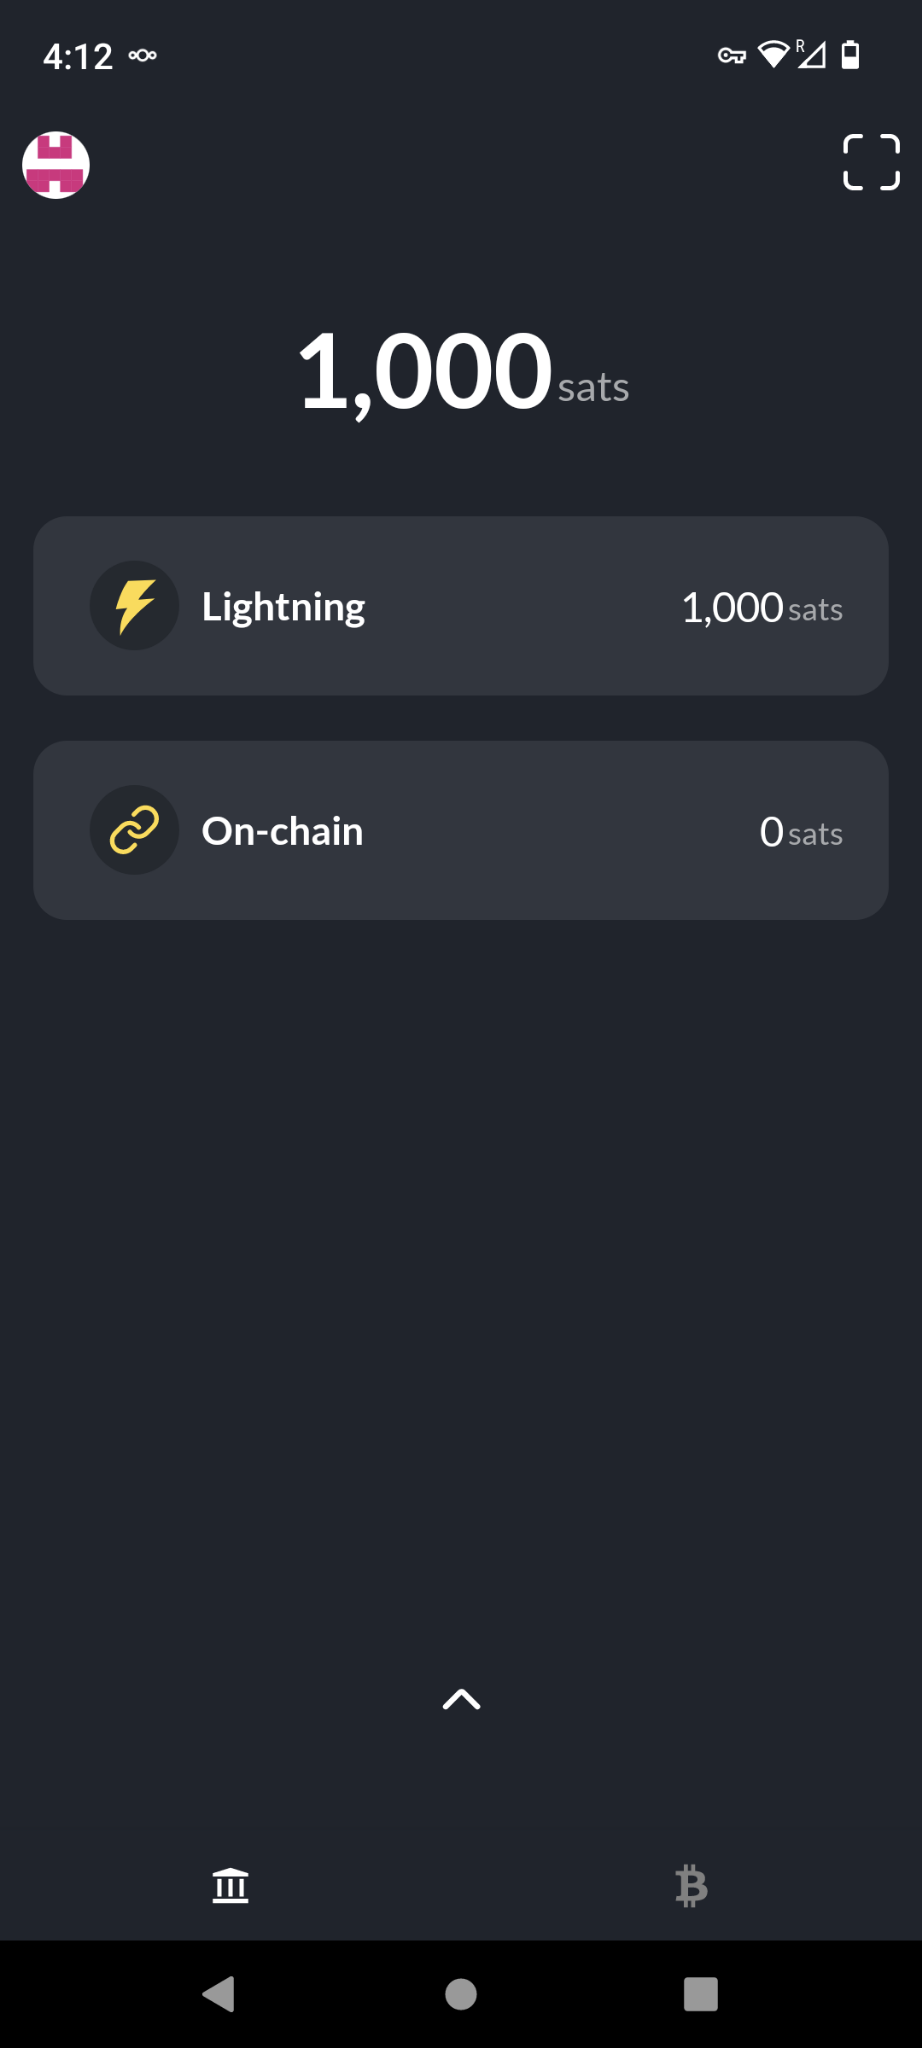 4:12
R
1,000 sats
Lightning 1,000 sats
On-chain 0 sats